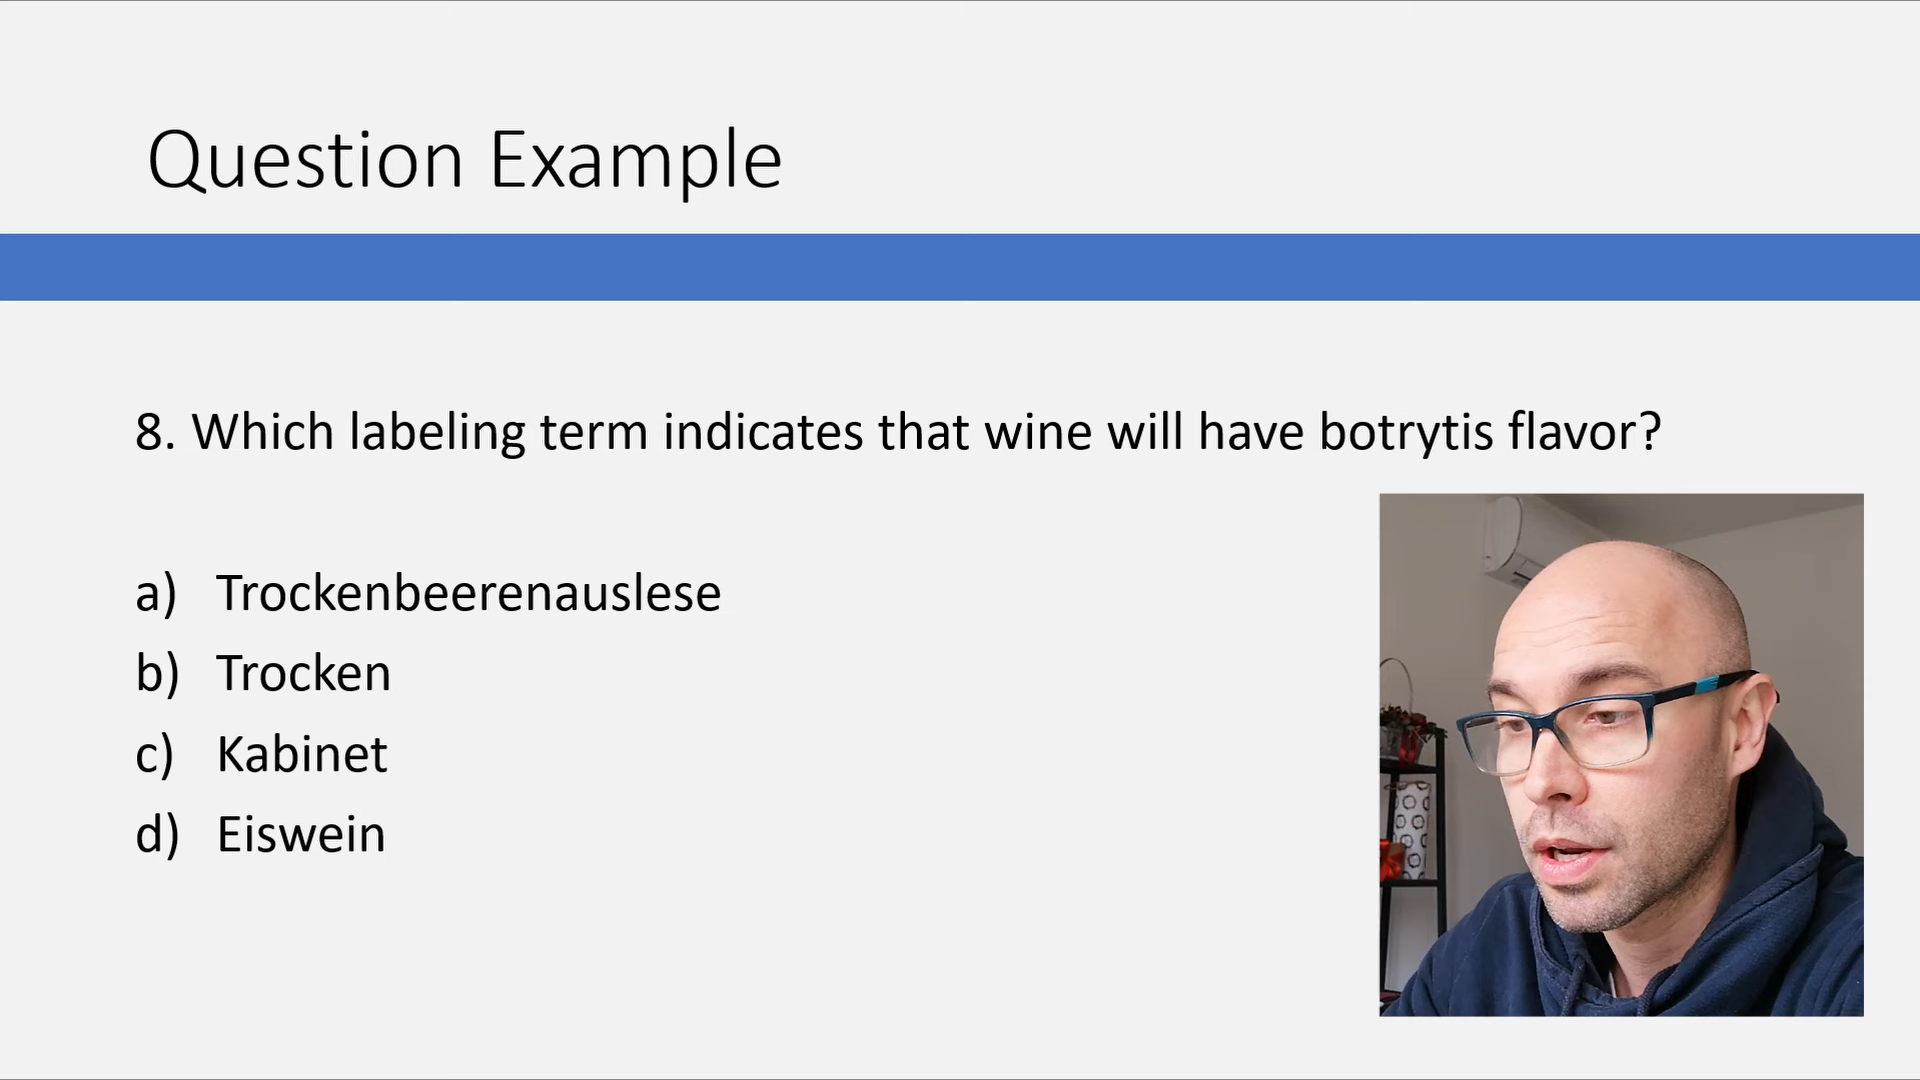 Question Example
8. Which labeling term indicates that wine will have botrytis flavor?
a) Trockenbeerenauslese
b) Trocken
c) Kabinet
d) Eiswein